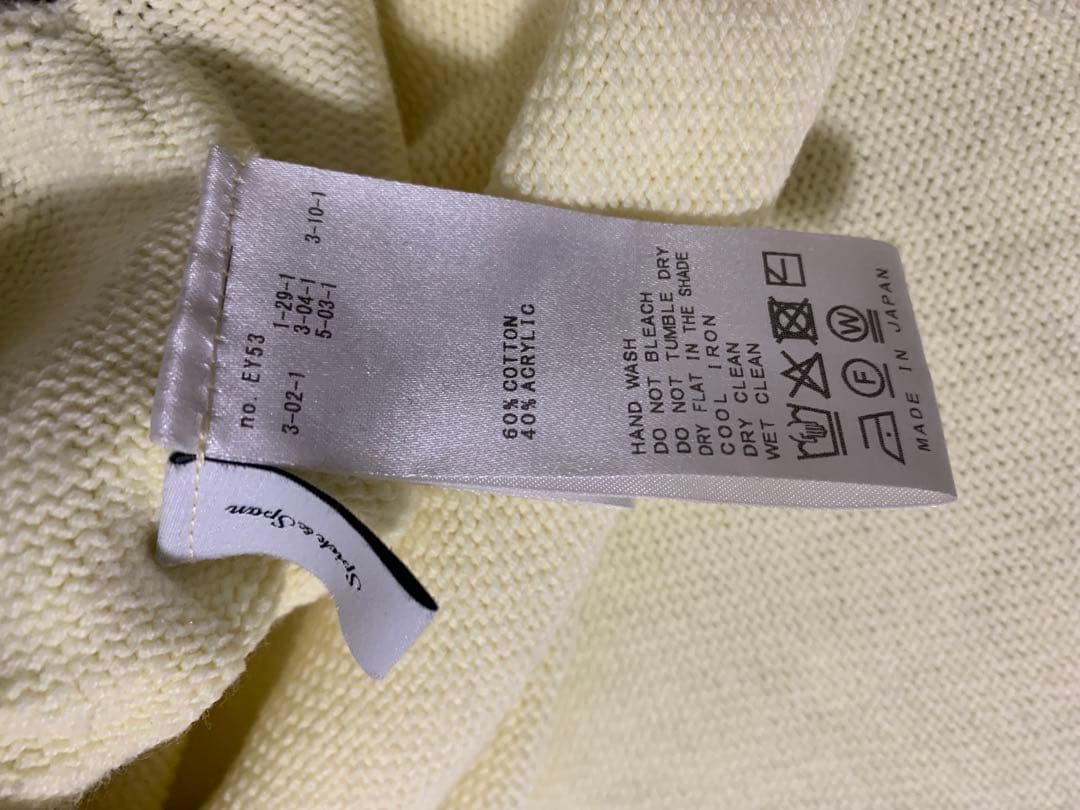 no. EY53
3-02-1 1-29-1 3-10-1
3-04-1
5-03-1
60% COTTON
40% ACRYLIC
HAND WASH
DO NOT BLEACH
DO NOT TUMBLE DRY
DRY FLAT IN THE SHADE
COOL IRON
DRY CLEAN
WET CLEAN
F W
MADE IN JAPAN
Spick&Span